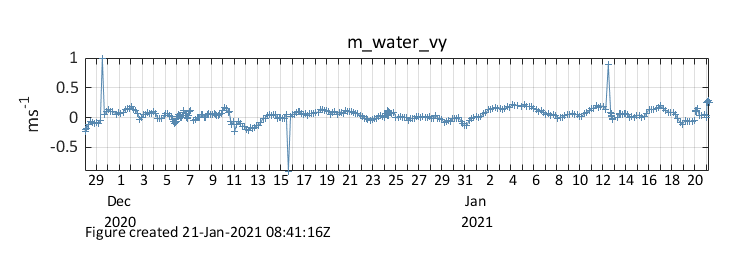 m_water_vy
1
0.5
0
-0.5
ms-1
29 1 3 5 7 9 11 13 15 17 19 21 23 25 27 29 31 2 4 6 8 10 12 14 16 18 20
Dec Jan
2020 2021
Figure created 21-Jan-2021 08:41:16Z